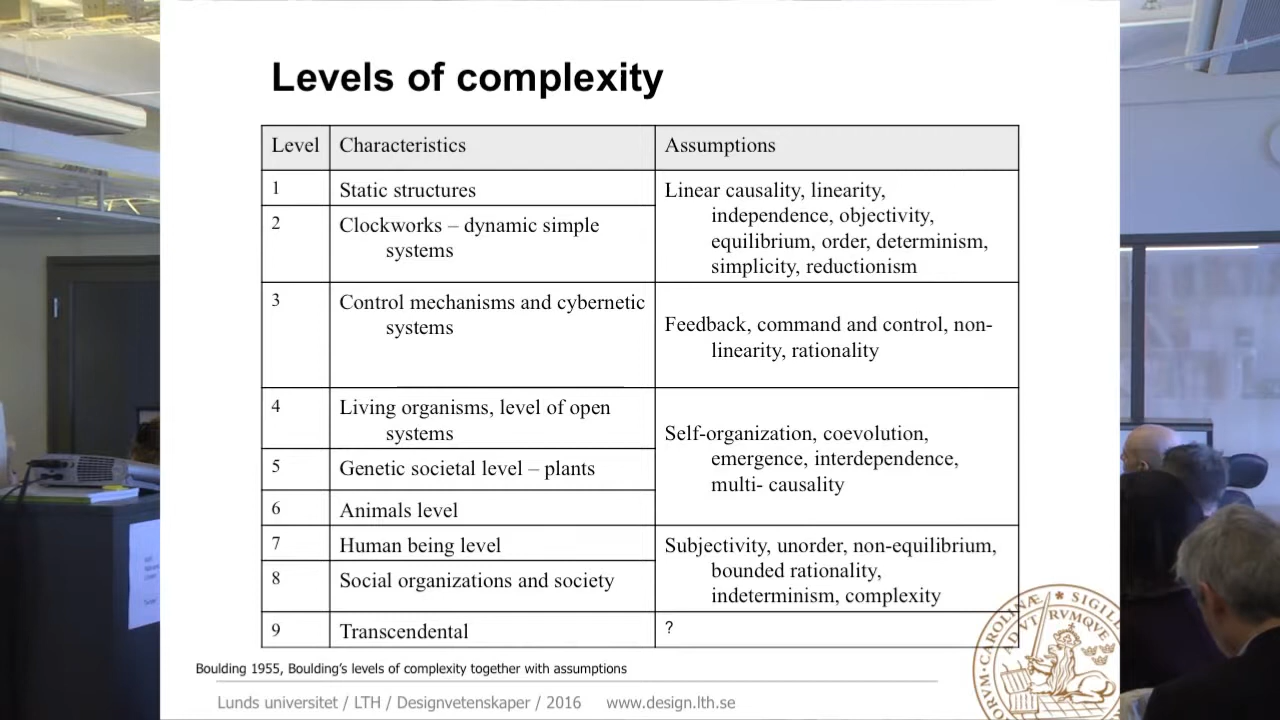 Levels of complexity
Level Characteristics Assumptions
1 Static structures
2 Clockworks – dynamic simple
systems
Linear causality, linearity,
independence, objectivity,
equilibrium, order, determinism,
simplicity, reductionism
3 Control mechanisms and cybernetic
systems
Feedback, command and control, non-
linearity, rationality
4 Living organisms, level of open
systems
5 Genetic societal level – plants
6 Animals level
Self-organization, coevolution,
emergence, interdependence,
multi- causality
7 Human being level
8 Social organizations and society
Subjectivity, unorder, non-equilibrium,
bounded rationality,
indeterminism, complexity
9 Transcendental ?
Boulding 1955, Boulding's levels of complexity together with assumptions
Lunds universitet / LTH / Designvetenskaper / 2016 www.design.lth.se
CAROLINÆ * SIGIL
AD VTRVMQVE